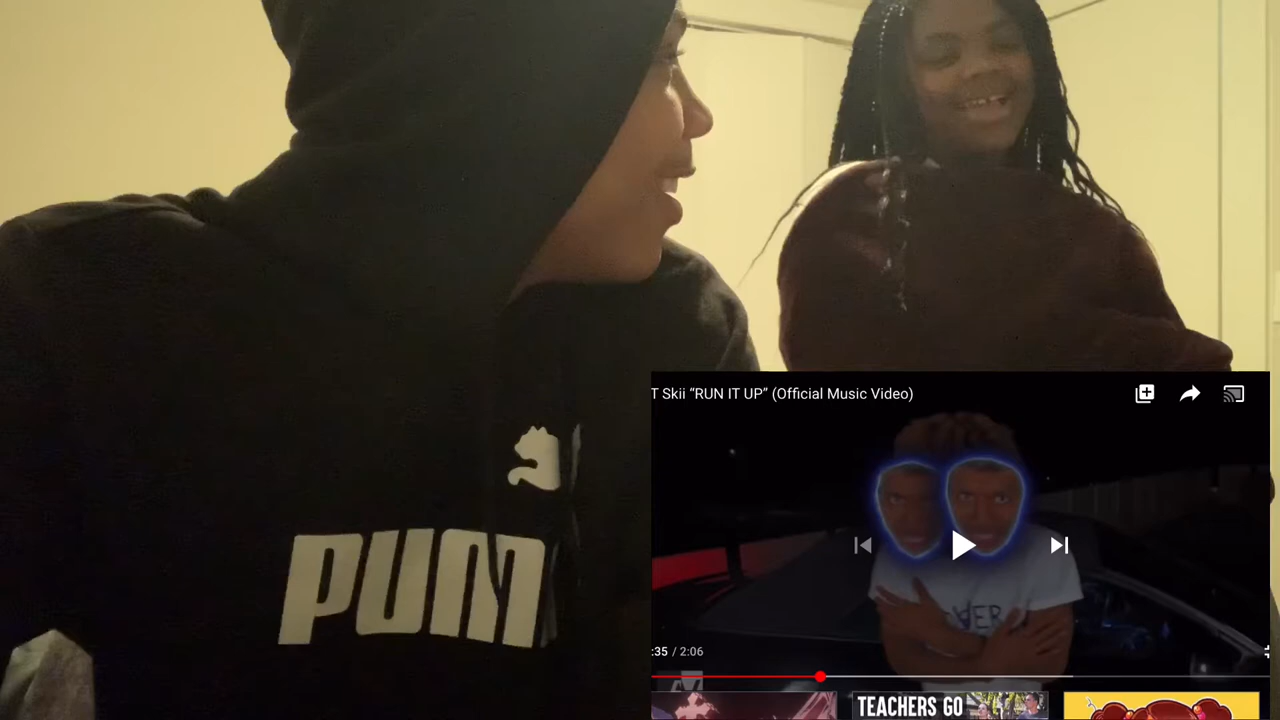 PUM
T Skii “RUN IT UP” (Official Music Video)
:35 / 2:06
TEACHERS GO